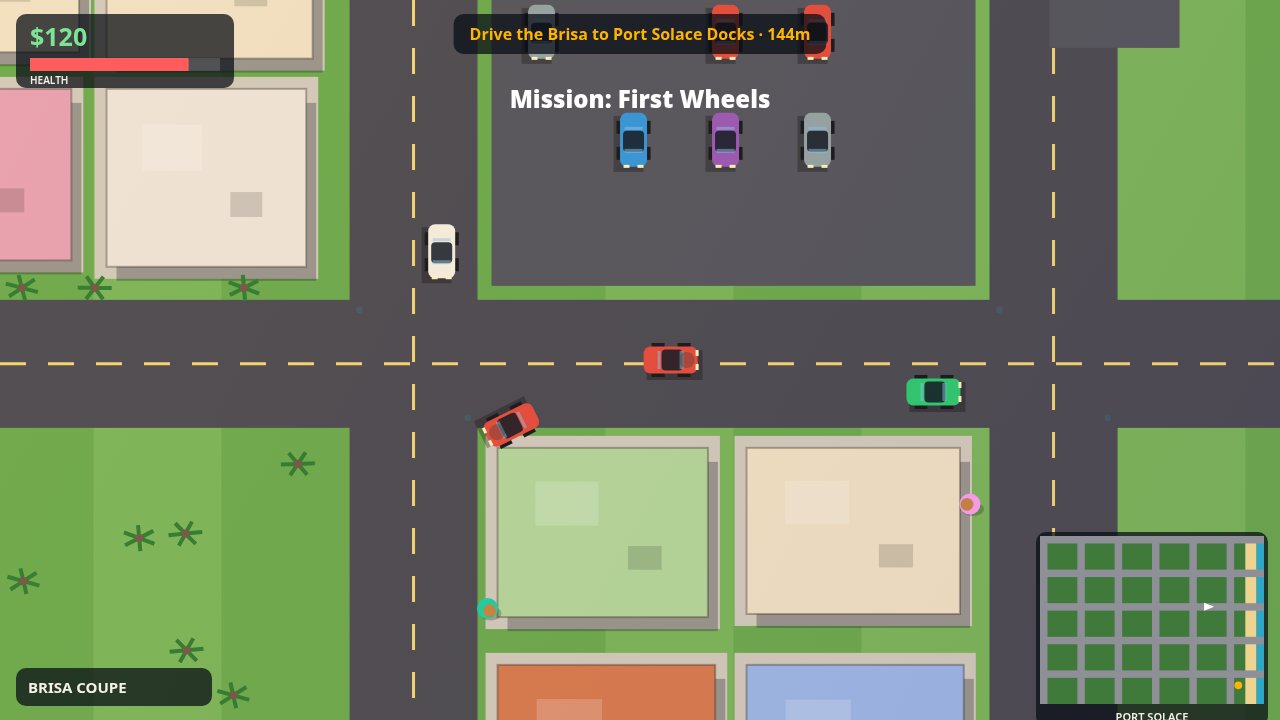 $120
HEALTH
Drive the Brisa to Port Solace Docks · 144m
Mission: First Wheels
BRISA COUPE
PORT SOLACE